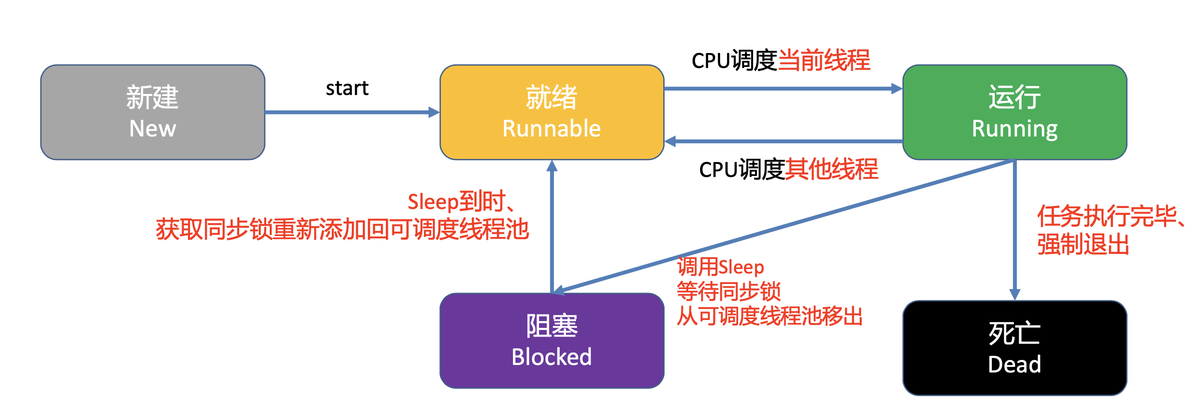 新建
New
start
就绪
Runnable
CPU调度当前线程
CPU调度其他线程
运行
Running
Sleep到时、
获取同步锁重新添加回可调度线程池
调用Sleep
等待同步锁
从可调度线程池移出
任务执行完毕、
强制退出
阻塞
Blocked
死亡
Dead